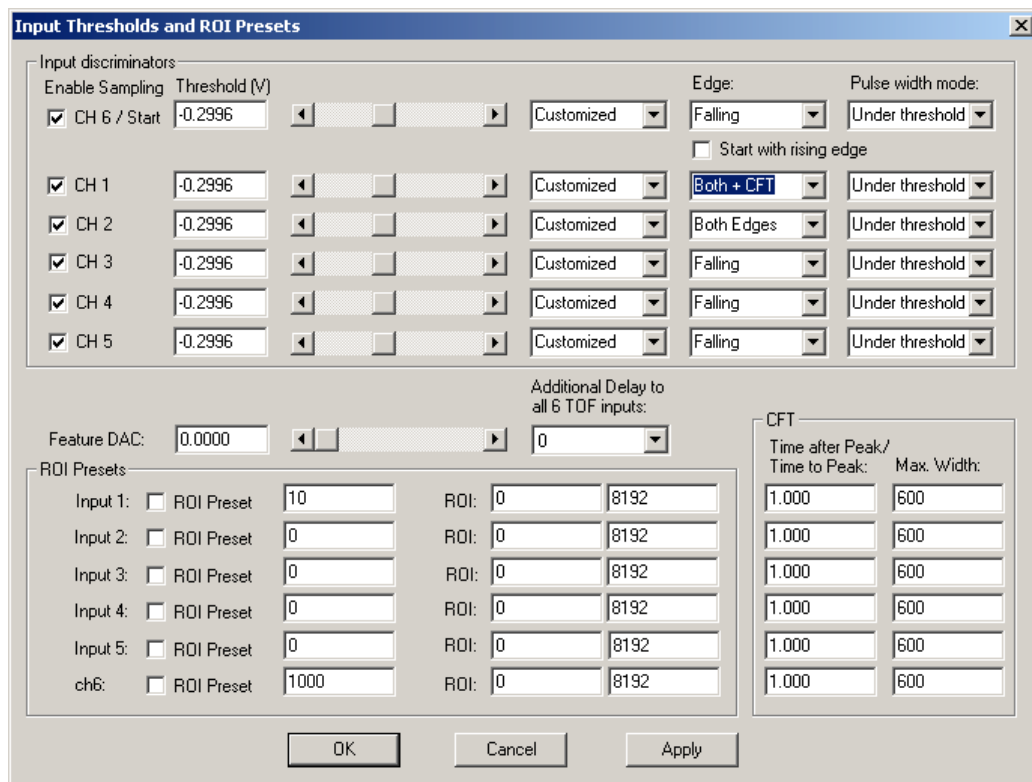 Input Thresholds and ROI Presets
Input discriminators
Enable Sampling Threshold (V) Edge: Pulse width mode:
CH 6 / Start -0.2996 Customized Falling Under threshold
Start with rising edge
CH 1 -0.2996 Customized Both + CFT Under threshold
CH 2 -0.2996 Customized Both Edges Under threshold
CH 3 -0.2996 Customized Falling Under threshold
CH 4 -0.2996 Customized Falling Under threshold
CH 5 -0.2996 Customized Falling Under threshold
Additional Delay to
all 6 TOF inputs:
Feature DAC: 0.0000 0
CFT
Time after Peak/
Time to Peak: Max. Width:
ROI Presets
Input 1: ROI Preset 10 ROI: 0 8192 1.000 600
Input 2: ROI Preset 0 ROI: 0 8192 1.000 600
Input 3: ROI Preset 0 ROI: 0 8192 1.000 600
Input 4: ROI Preset 0 ROI: 0 8192 1.000 600
Input 5: ROI Preset 0 ROI: 0 8192 1.000 600
ch6: ROI Preset 1000 ROI: 0 8192 1.000 600
OK Cancel Apply